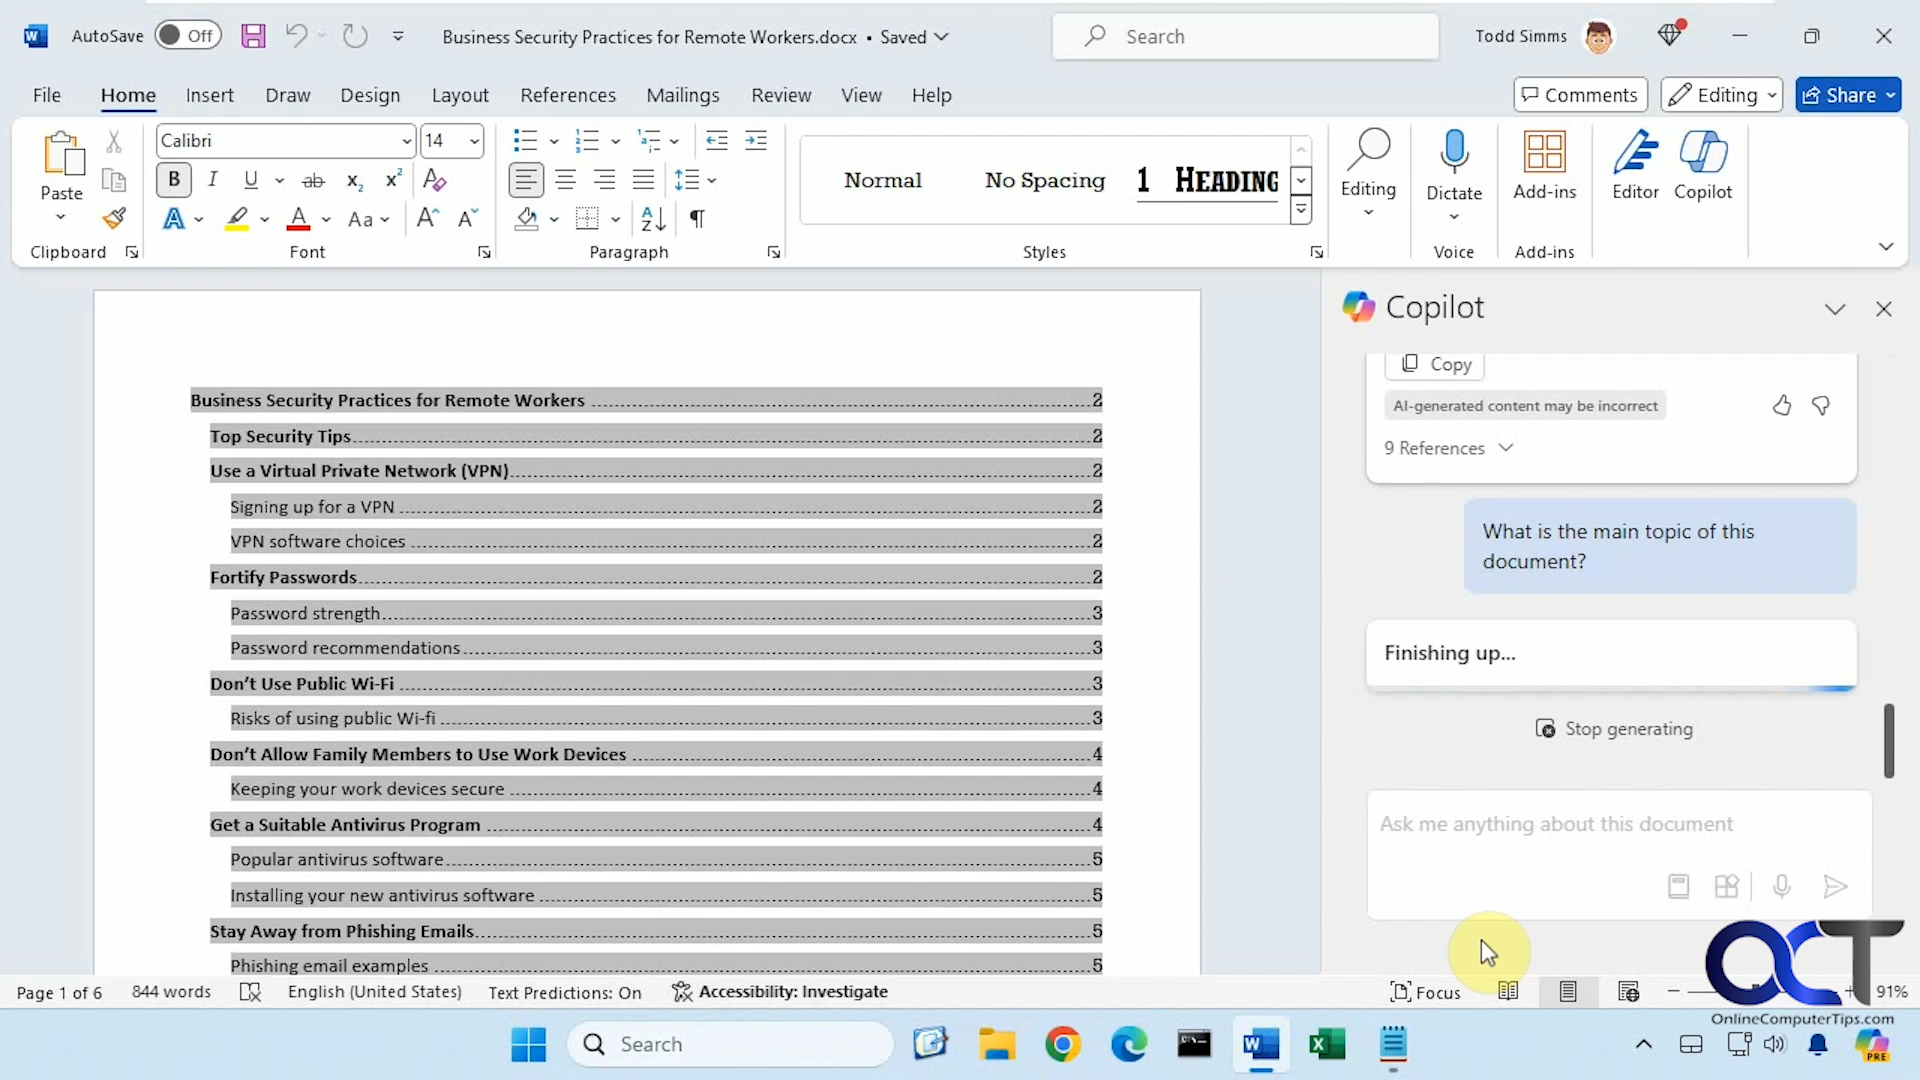 AutoSave Off Business Security Practices for Remote Workers.docx • Saved Search Todd Simms
File Home Insert Draw Design Layout References Mailings Review View Help Comments Editing Share
Paste
Clipboard
Calibri 14
B I U ab x₂ x² A
A A Aa A A
Font
A
Z
Paragraph
Normal No Spacing 1 HEADING
Styles
Editing
Dictate
Voice
Add-ins
Add-ins
Editor
Copilot
Business Security Practices for Remote Workers 2
Top Security Tips 2
Use a Virtual Private Network (VPN) 2
Signing up for a VPN 2
VPN software choices 2
Fortify Passwords 2
Password strength 3
Password recommendations 3
Don’t Use Public Wi-Fi 3
Risks of using public Wi-fi 3
Don’t Allow Family Members to Use Work Devices 4
Keeping your work devices secure 4
Get a Suitable Antivirus Program 4
Popular antivirus software 5
Installing your new antivirus software 5
Stay Away from Phishing Emails 5
Phishing email examples 5
Copilot
Copy
AI-generated content may be incorrect
9 References
What is the main topic of this
document?
Finishing up...
Stop generating
Ask me anything about this document
OCT
OnlineComputerTips.com
Page 1 of 6 844 words English (United States) Text Predictions: On Accessibility: Investigate Focus 91%
Search
PRE